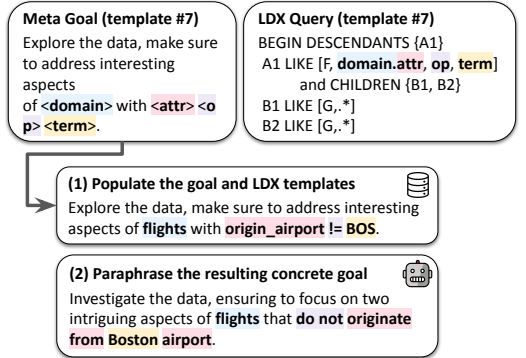 Meta Goal (template #7)
Explore the data, make sure
to address interesting
aspects
of <domain> with <attr> <o
p> <term>.
LDX Query (template #7)
BEGIN DESCENDANTS {A1}
A1 LIKE [F, domain.attr, op, term]
and CHILDREN {B1, B2}
B1 LIKE [G,.*]
B2 LIKE [G,.*]
(1) Populate the goal and LDX templates
Explore the data, make sure to address interesting
aspects of flights with origin_airport != BOS.
(2) Paraphrase the resulting concrete goal
Investigate the data, ensuring to focus on two
intriguing aspects of flights that do not originate
from Boston airport.